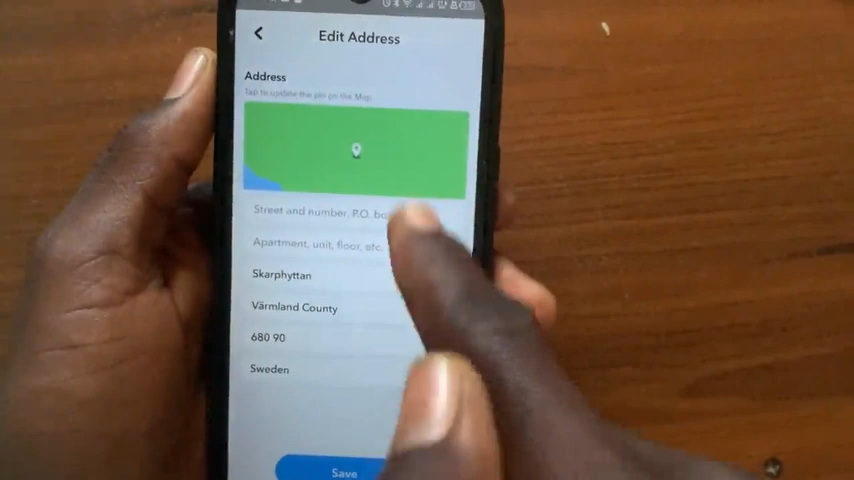 Edit Address
Address
Tap to update the pin on the Map
Street and number, P.O. bo
Apartment, unit, floor, etc.
Skarphyttan
Värmland County
680 90
Sweden
Save